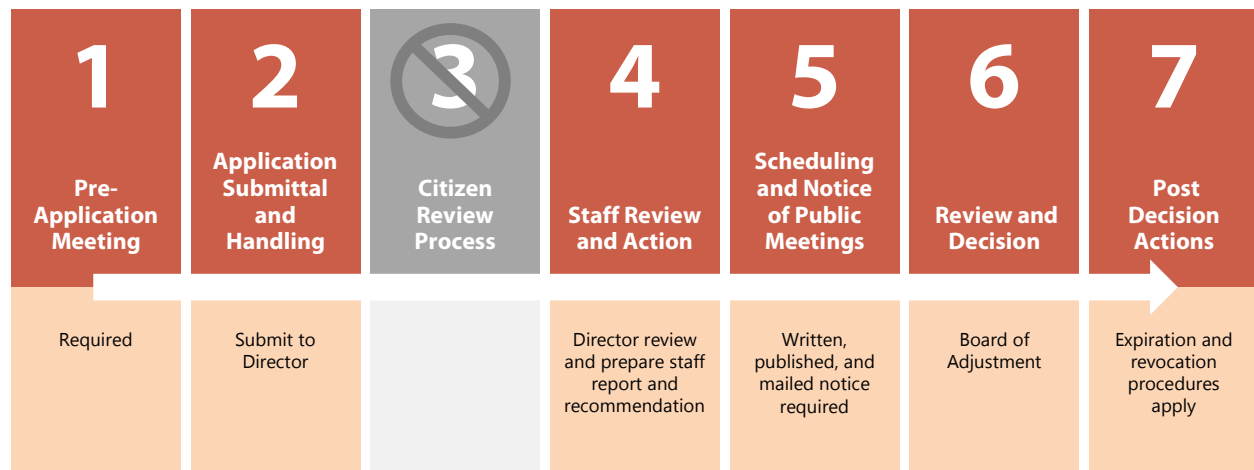 1
Pre-
Application
Meeting
Required
2
Application
Submittal
and
Handling
Submit to
Director
3
Citizen
Review
Process
4
Staff Review
and Action
Director review
and prepare staff
report and
recommendation
5
Scheduling
and Notice
of Public
Meetings
Written,
published, and
mailed notice
required
6
Review and
Decision
Board of
Adjustment
7
Post
Decision
Actions
Expiration and
revocation
procedures
apply